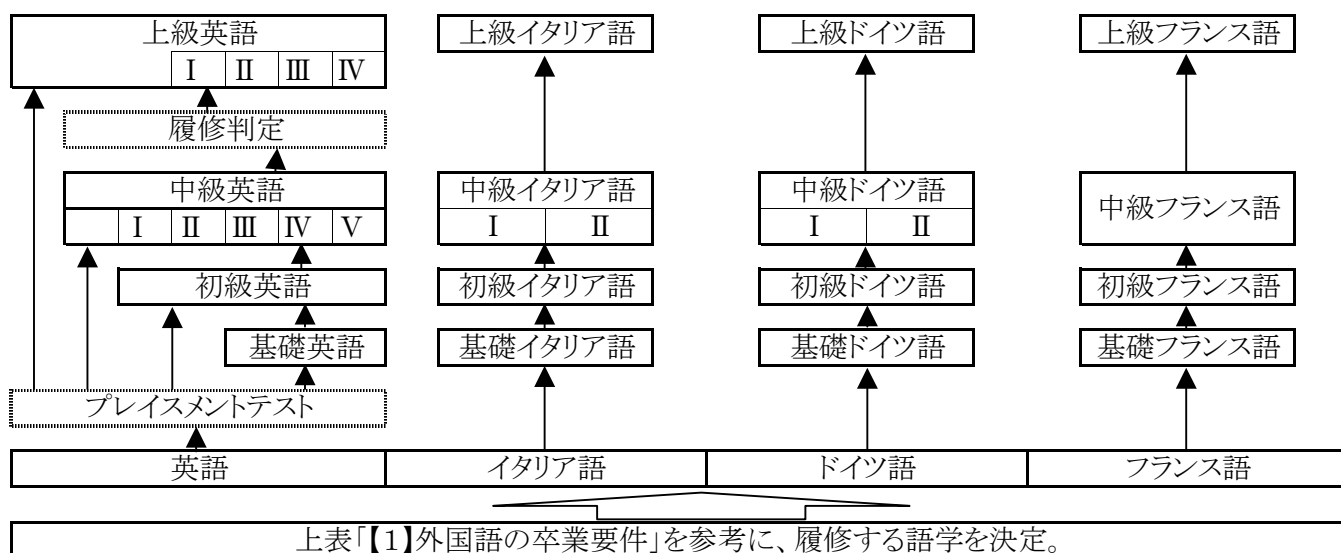 上級英語
Ⅰ Ⅱ Ⅲ Ⅳ
履修判定
中級英語
Ⅰ Ⅱ Ⅲ Ⅳ Ⅴ
初級英語
基礎英語
プレイスメントテスト
英語
上級イタリア語
中級イタリア語
Ⅰ Ⅱ
初級イタリア語
基礎イタリア語
イタリア語
上級ドイツ語
中級ドイツ語
Ⅰ Ⅱ
初級ドイツ語
基礎ドイツ語
ドイツ語
上級フランス語
中級フランス語
初級フランス語
基礎フランス語
フランス語
上表「【1】外国語の卒業要件」を参考に、履修する語学を決定。